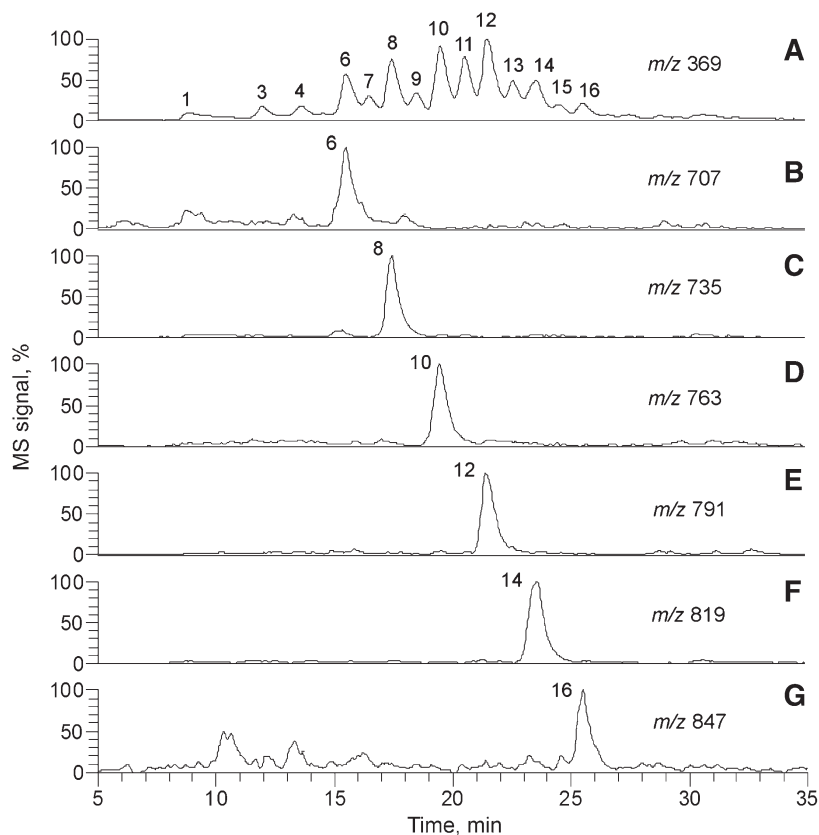 100 50 0 1 3 4 6 7 8 9 10 11 12 13 14 15 16 m/z 369 A
100 50 0 6 m/z 707 B
100 50 0 8 m/z 735 C
100 50 0 10 m/z 763 D
100 50 0 12 m/z 791 E
100 50 0 14 m/z 819 F
100 50 0 16 m/z 847 G
MS signal, %
5 10 15 20 25 30 35
Time, min